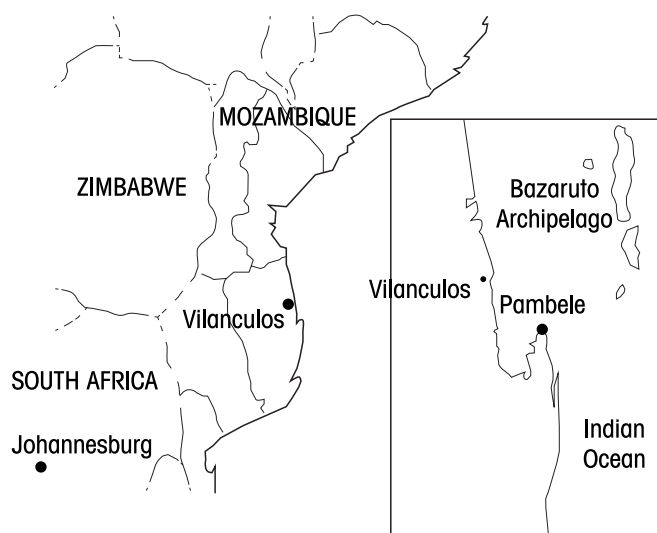 MOZAMBIQUE
ZIMBABWE
Vilanculos
SOUTH AFRICA
Johannesburg
Bazaruto
Archipelago
Vilanculos
Pambele
Indian
Ocean